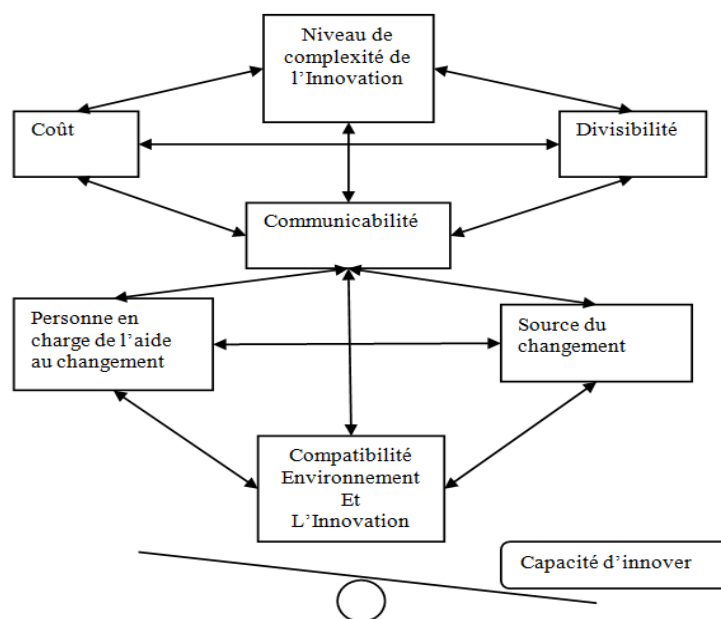 Niveau de
complexité de
l’Innovation
Coût
Divisibilité
Communicabilité
Personne en
charge de l’aide
au changement
Source du
changement
Compatibilité
Environnement
Et
L’Innovation
Capacité d’innover